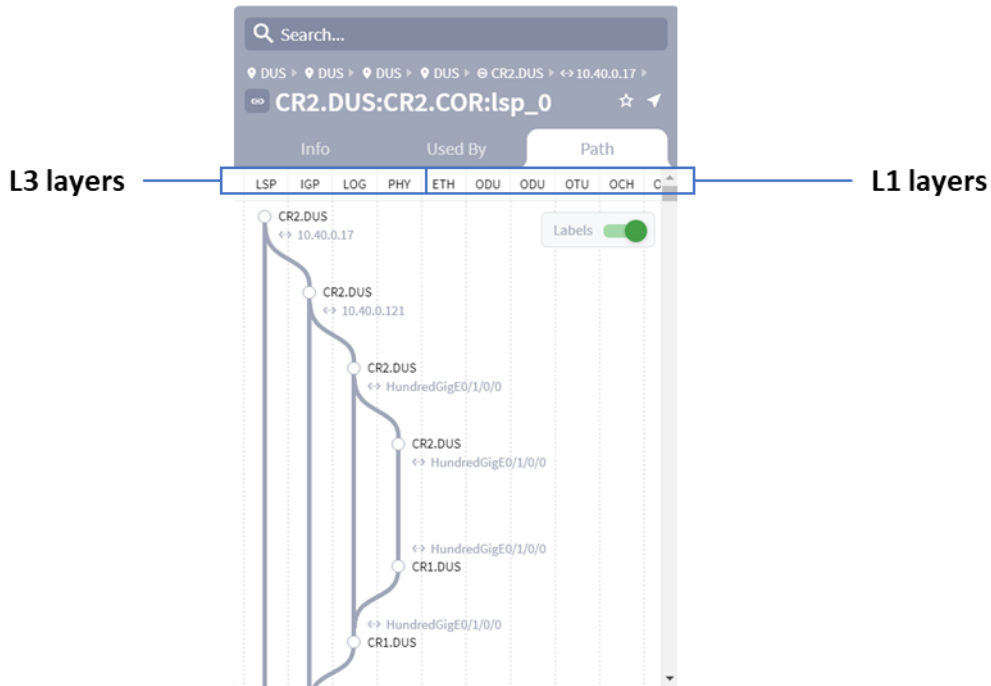 Search...
DUS DUS DUS DUS CR2.DUS 10.40.0.17
CR2.DUS:CR2.COR:lsp_0
Info Used By Path
L3 layers
LSP IGP LOG PHY ETH ODU ODU OTU OCH
L1 layers
Labels
CR2.DUS
10.40.0.17
CR2.DUS
10.40.0.121
CR2.DUS
HundredGigE0/1/0/0
CR2.DUS
HundredGigE0/1/0/0
HundredGigE0/1/0/0
CR1.DUS
HundredGigE0/1/0/0
CR1.DUS